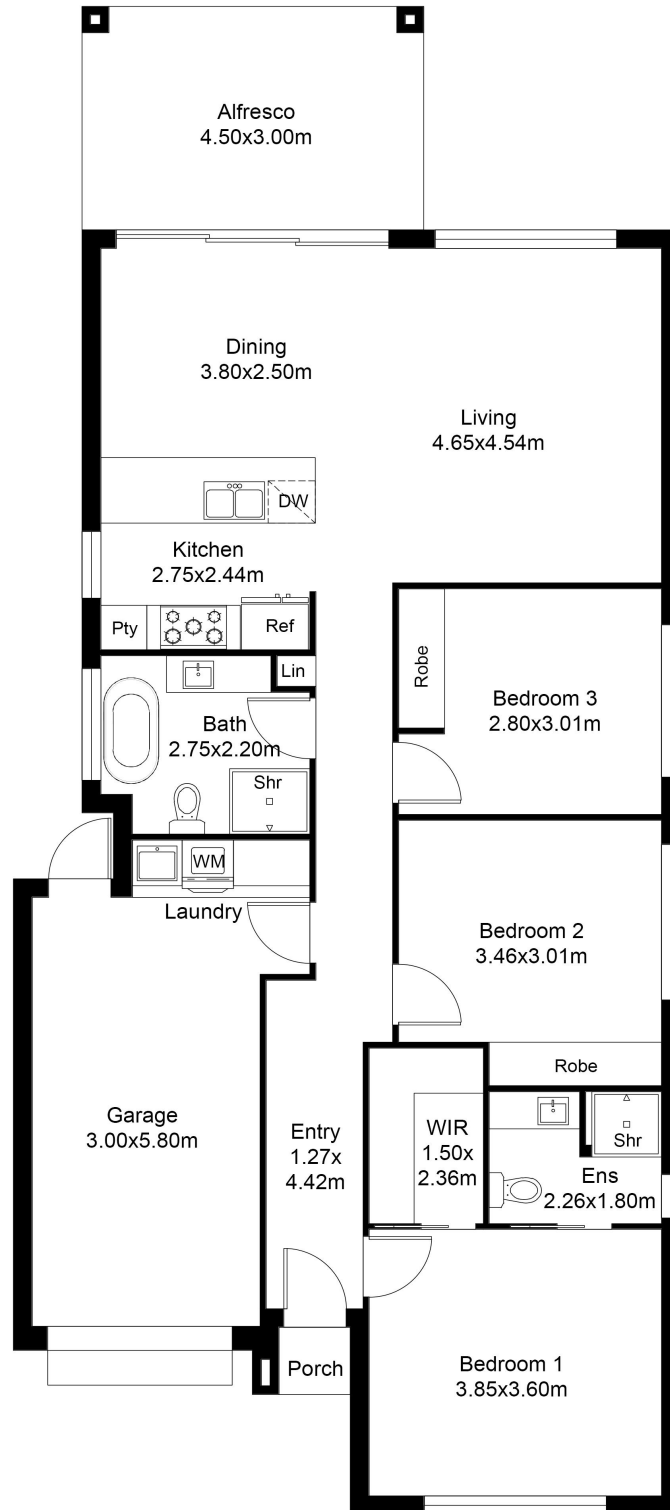 Alfresco
4.50x3.00m
Dining
3.80x2.50m
Living
4.65x4.54m
DW
Kitchen
2.75x2.44m
Pty
Ref
Lin
Robe
Bedroom 3
2.80x3.01m
Bath
2.75x2.20m
Shr
WM
Laundry
Bedroom 2
3.46x3.01m
Robe
Garage
3.00x5.80m
Entry
1.27x
4.42m
WIR
1.50x
2.36m
Shr
Ens
2.26x1.80m
Porch
Bedroom 1
3.85x3.60m